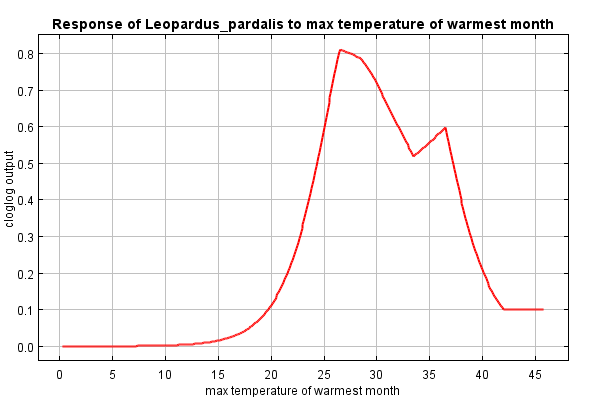 Response of Leopardus_pardalis to max temperature of warmest month
cloglog output
0.8
0.7
0.6
0.5
0.4
0.3
0.2
0.1
0.0
0 5 10 15 20 25 30 35 40 45
max temperature of warmest month